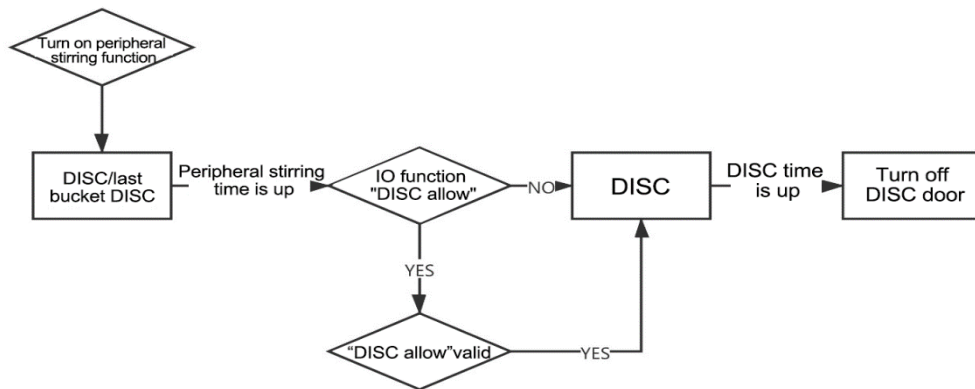 Turn on peripheral
stirring function
DISC/last
bucket DISC
Peripheral stirring
time is up
IO function
"DISC allow"
NO
DISC
DISC time
is up
Turn off
DISC door
YES
“DISC allow”valid
YES